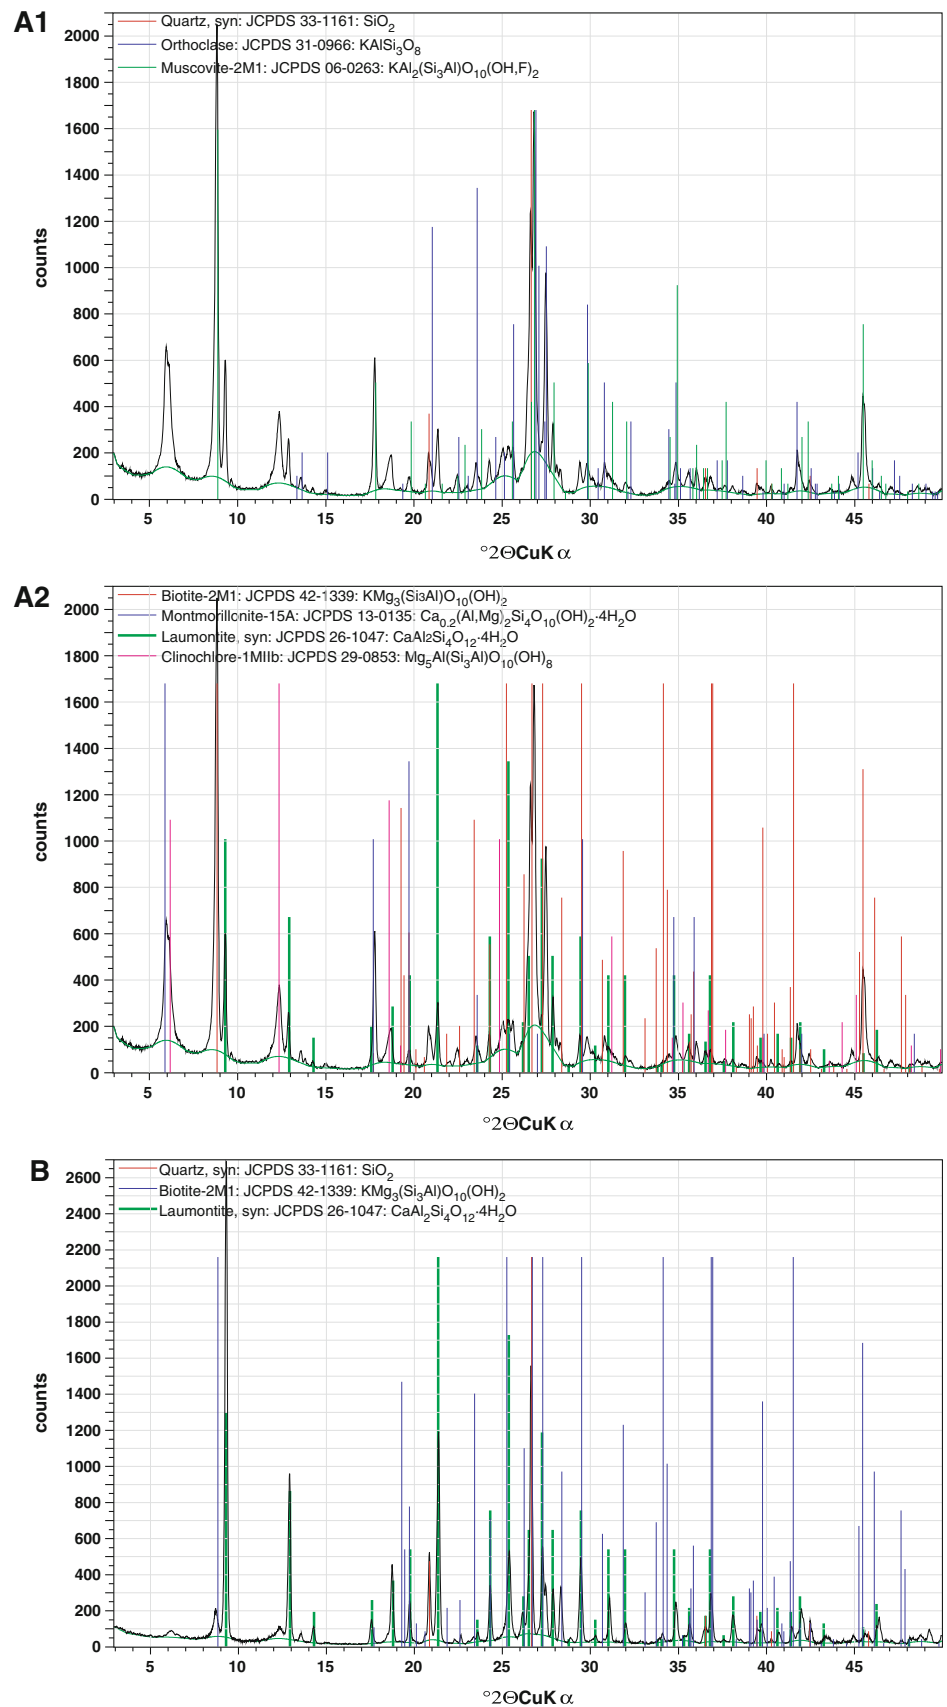 A1
Quartz, syn: JCPDS 33-1161: SiO2
Orthoclase: JCPDS 31-0966: KAlSi3O8
Muscovite-2M1: JCPDS 06-0263: KAl2(Si3Al)O10(OH,F)2
2000
1800
1600
1400
1200
1000
800
600
400
200
0
counts
5 10 15 20 25 30 35 40 45
°2ΘCuK α
A2
Biotite-2M1: JCPDS 42-1339: KMg3(Si3Al)O10(OH)2
Montmorillonite-15A: JCPDS 13-0135: Ca0.2(Al,Mg)2Si4O10(OH)2·4H2O
Laumontite, syn: JCPDS 26-1047: CaAl2Si4O12·4H2O
Clinochlore-1MIIb: JCPDS 29-0853: Mg5Al(Si3Al)O10(OH)8
2000
1800
1600
1400
1200
1000
800
600
400
200
0
counts
5 10 15 20 25 30 35 40 45
°2ΘCuK α
B
Quartz, syn: JCPDS 33-1161: SiO2
Biotite-2M1: JCPDS 42-1339: KMg3(Si3Al)O10(OH)2
Laumontite, syn: JCPDS 26-1047: CaAl2Si4O12·4H2O
2600
2400
2200
2000
1800
1600
1400
1200
1000
800
600
400
200
0
counts
5 10 15 20 25 30 35 40 45
°2ΘCuK α